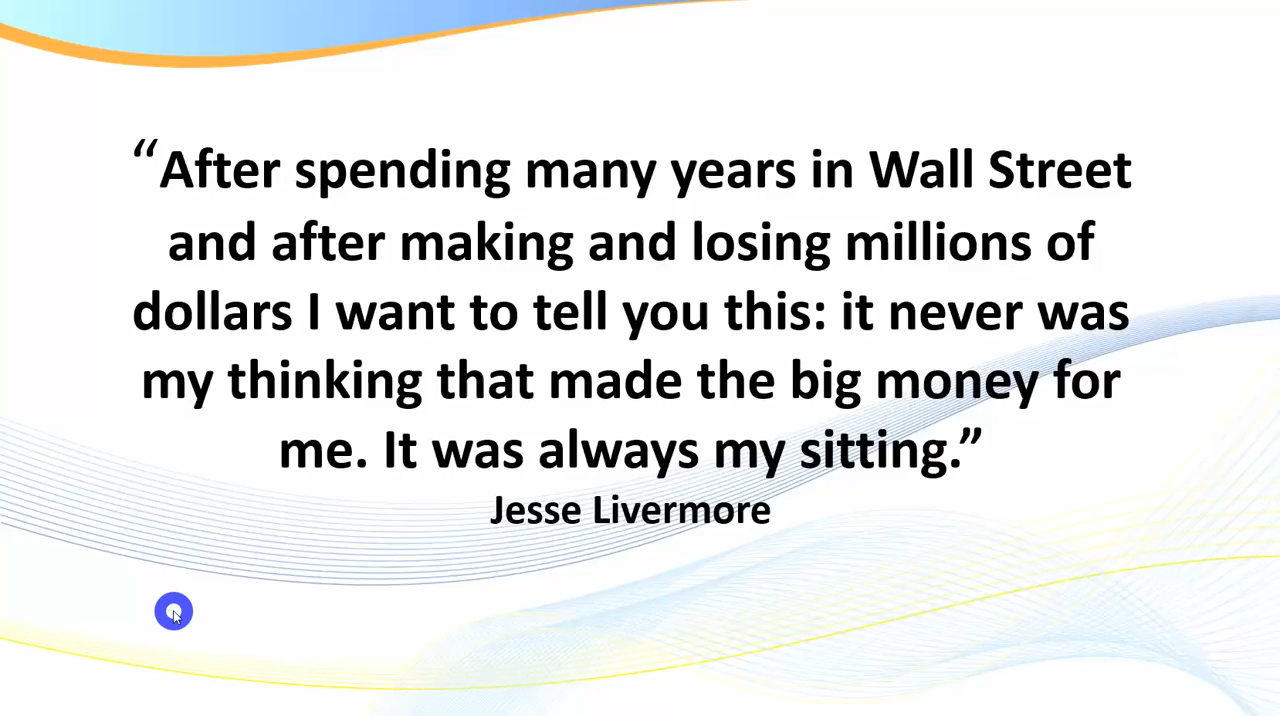 “After spending many years in Wall Street
and after making and losing millions of
dollars I want to tell you this: it never was
my thinking that made the big money for
me. It was always my sitting.”
Jesse Livermore